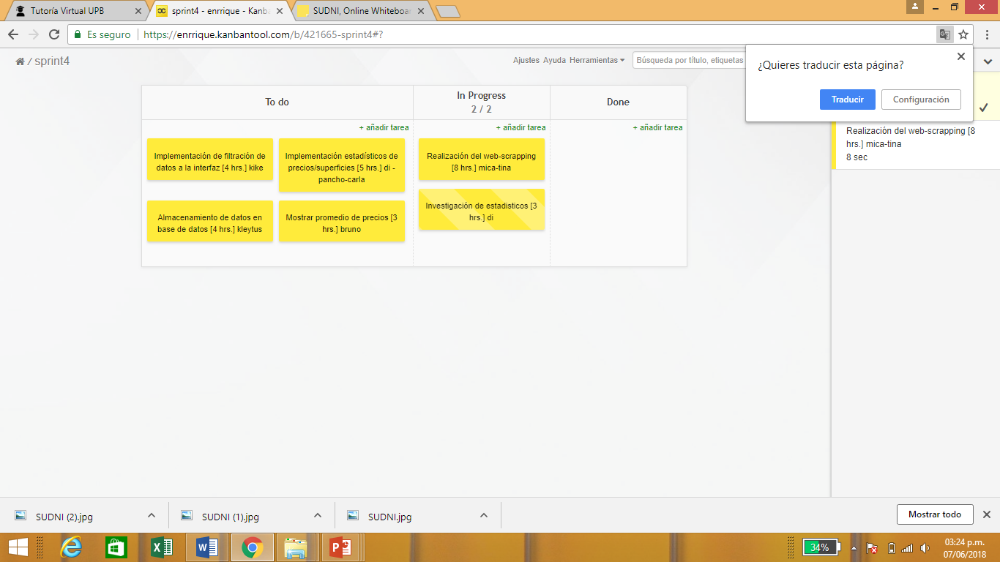 Tutoría Virtual UPB
sprint4 - enrrique - Kanba
SUDNI, Online Whiteboar
Es seguro
https://enrrique.kanbantool.com/b/421665-sprint4#?
/ sprint4
Ajustes Ayuda Herramientas
Búsqueda por título, etiquetas
¿Quieres traducir esta página?
Traducir
Configuración
To do
In Progress
2 / 2
Done
+ añadir tarea
+ añadir tarea
+ añadir tarea
Implementación de filtración de
datos a la interfaz [4 hrs.] kike
Implementación estadísticos de
precios/superficies [5 hrs.] di -
pancho-carla
Almacenamiento de datos en
base de datos [4 hrs.] kleytus
Mostrar promedio de precios [3
hrs.] bruno
Realización del web-scrapping
[8 hrs.] mica-tina
Investigación de estadisticos [3
hrs.] di
Realización del web-scrapping [8
hrs.] mica-tina
8 sec
SUDNI (2).jpg
SUDNI (1).jpg
SUDNI.jpg
Mostrar todo
34%
03:24 p.m.
07/06/2018